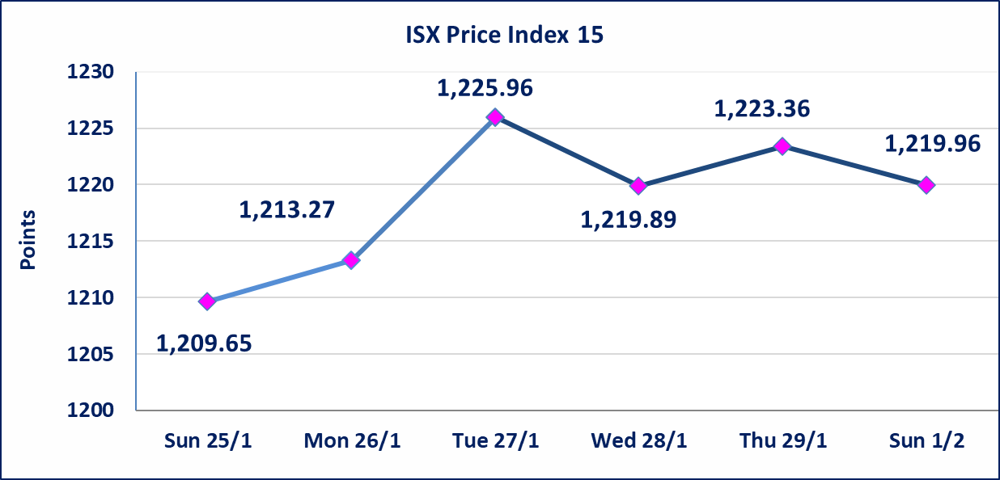 ISX Price Index 15
1230
1225
1220
1215
1210
1205
1200
Points
1,209.65
1,213.27
1,225.96
1,219.89
1,223.36
1,219.96
Sun 25/1
Mon 26/1
Tue 27/1
Wed 28/1
Thu 29/1
Sun 1/2